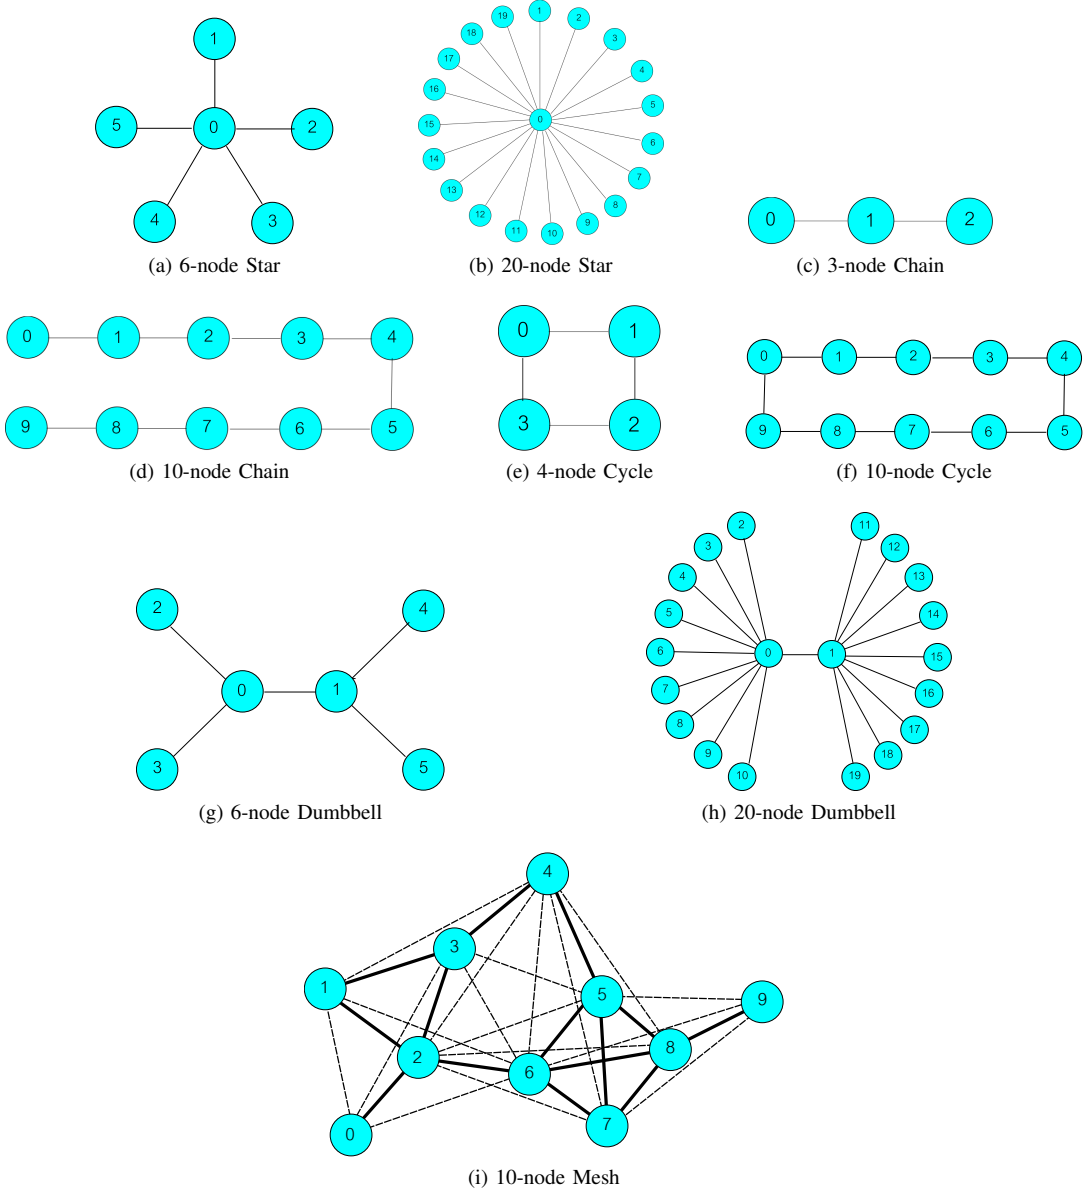 1
5 0 2
4 3
(a) 6-node Star
19 1 2
18 3
17 4
16 5
15 0 6
14 7
13 8
12 9
11 10
(b) 20-node Star
0 1 2
(c) 3-node Chain
0 1 2 3 4
9 8 7 6 5
(d) 10-node Chain
0 1
3 2
(e) 4-node Cycle
0 1 2 3 4
9 8 7 6 5
(f) 10-node Cycle
2 4
0 1
3 5
(g) 6-node Dumbbell
2 11
3 12
4 13
5 14
6 0 1 15
7 16
8 17
9 18
10 19
(h) 20-node Dumbbell
4
3
1 5 9
2 6 8
0 7
(i) 10-node Mesh